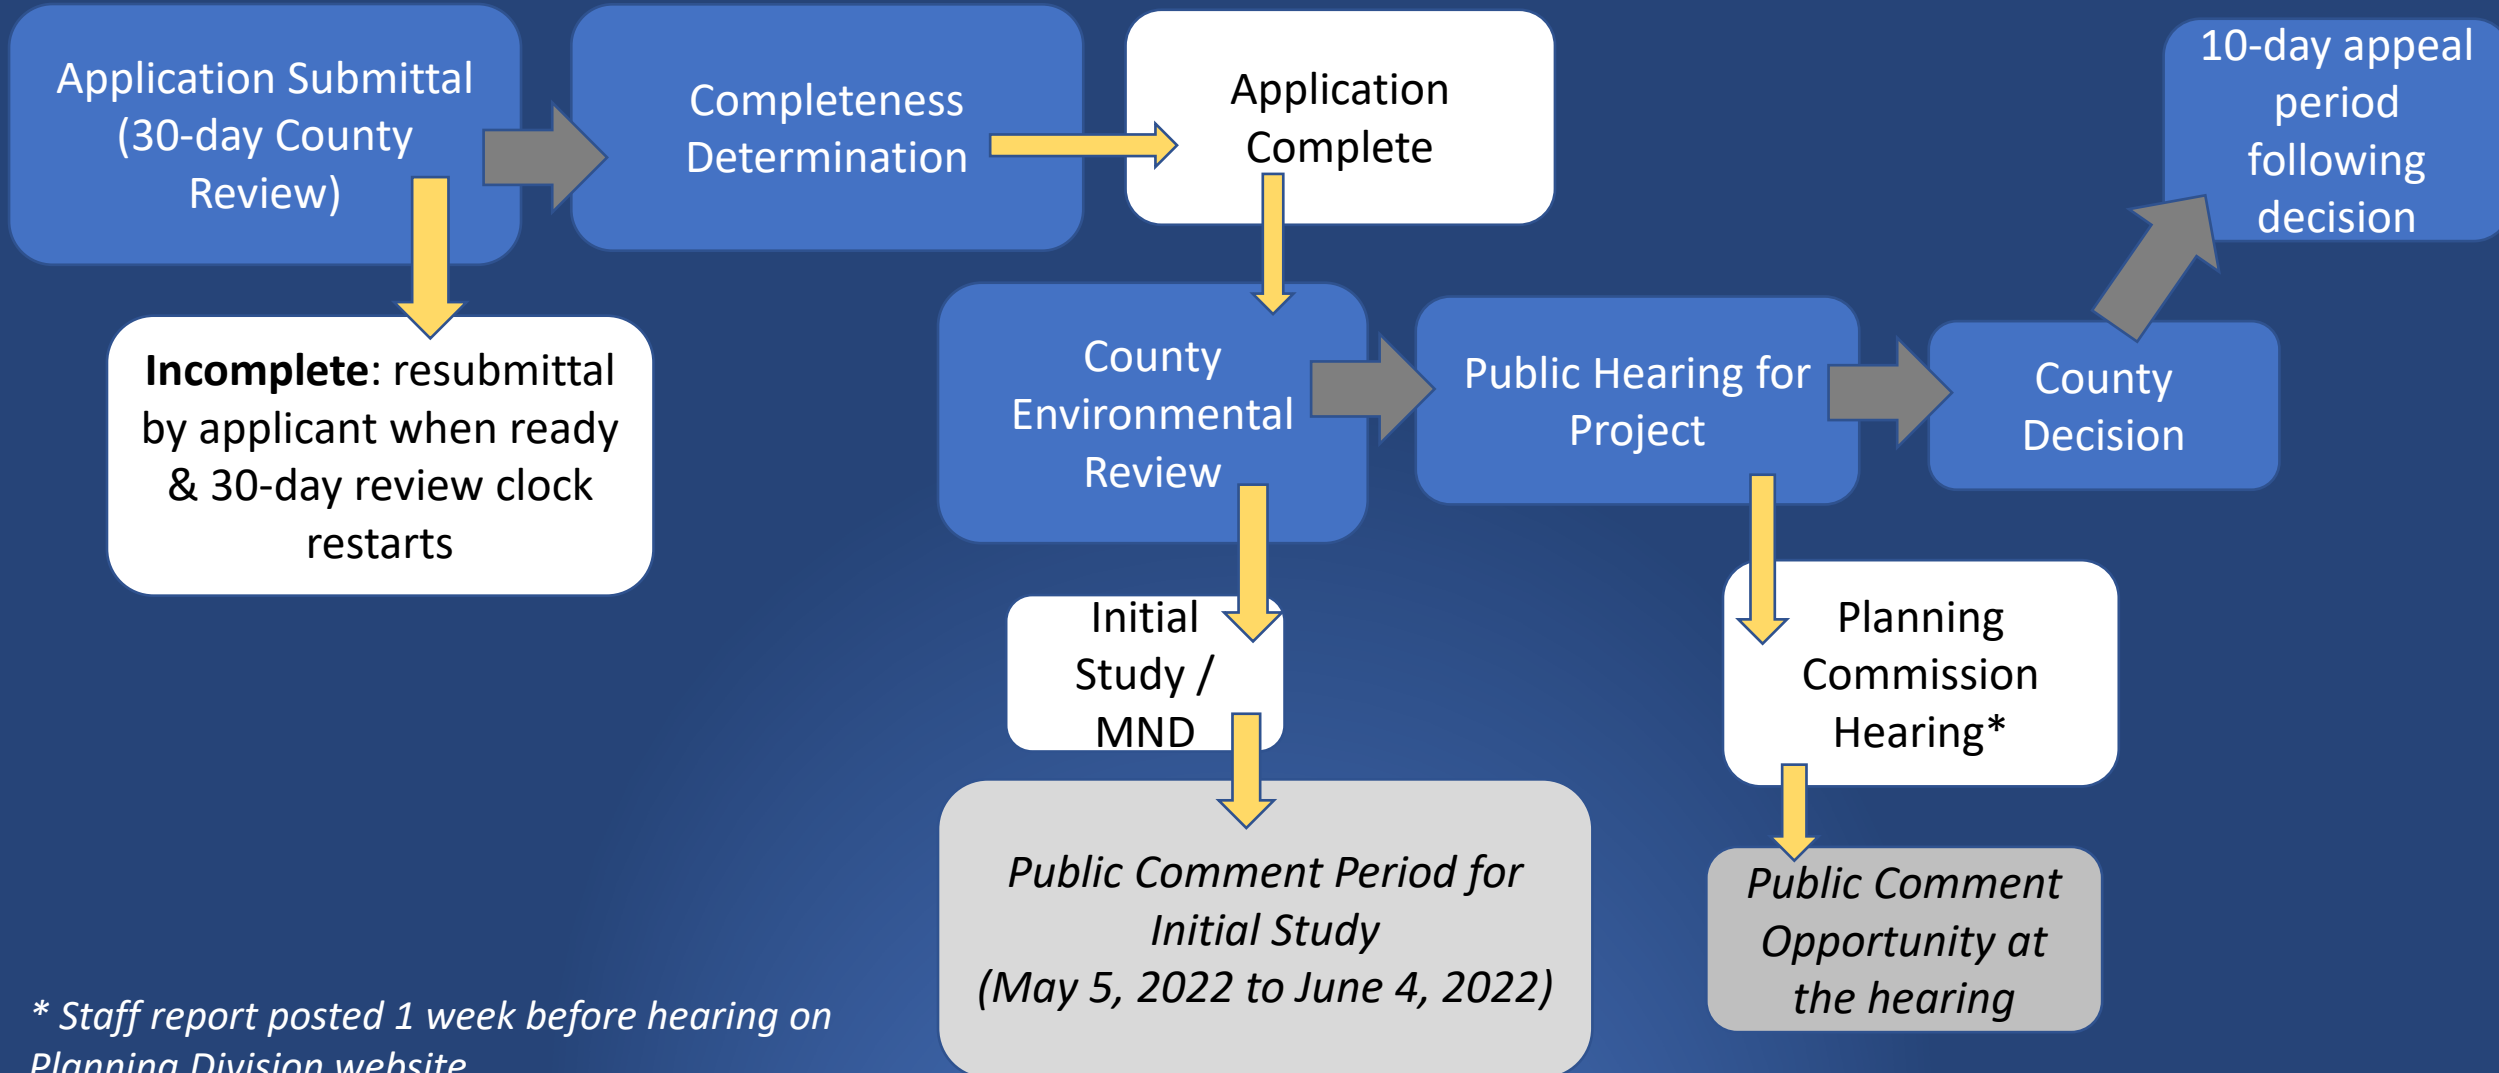 Application Submittal
(30-day County
Review)
Completeness
Determination
Application
Complete
10-day appeal
period
following
decision
Incomplete: resubmittal
by applicant when ready
& 30-day review clock
restarts
County
Environmental
Review
Public Hearing for
Project
County
Decision
Initial
Study /
MND
Planning
Commission
Hearing*
Public Comment Period for
Initial Study
(May 5, 2022 to June 4, 2022)
Public Comment
Opportunity at
the hearing
* Staff report posted 1 week before hearing on
Planning Division website